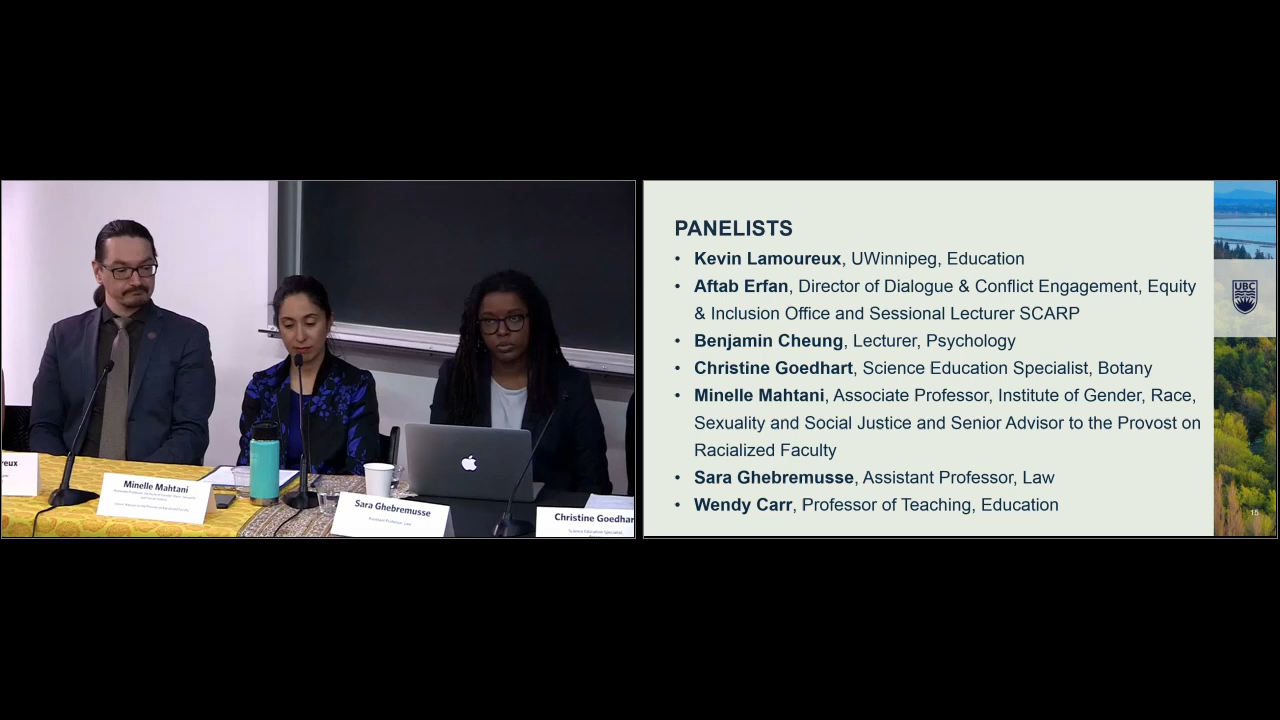 reux
Minelle Mahtani
Sara Ghebremusse
Assistant Professor, Law
Christine Goedhar
Science Education Specialist,
PANELISTS
• Kevin Lamoureux, UWinnipeg, Education
• Aftab Erfan, Director of Dialogue & Conflict Engagement, Equity
& Inclusion Office and Sessional Lecturer SCARP
• Benjamin Cheung, Lecturer, Psychology
• Christine Goedhart, Science Education Specialist, Botany
• Minelle Mahtani, Associate Professor, Institute of Gender, Race,
Sexuality and Social Justice and Senior Advisor to the Provost on
Racialized Faculty
• Sara Ghebremusse, Assistant Professor, Law
• Wendy Carr, Professor of Teaching, Education
UBC
15